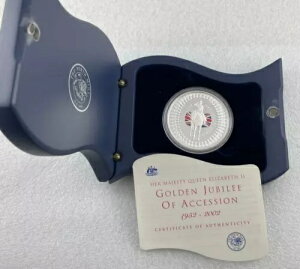 HER MAJESTY QUEEN ELIZABETH II
GOLDEN JUBILEE
OF ACCESSION
1952 - 2002
CERTIFICATE OF AUTHENTICITY